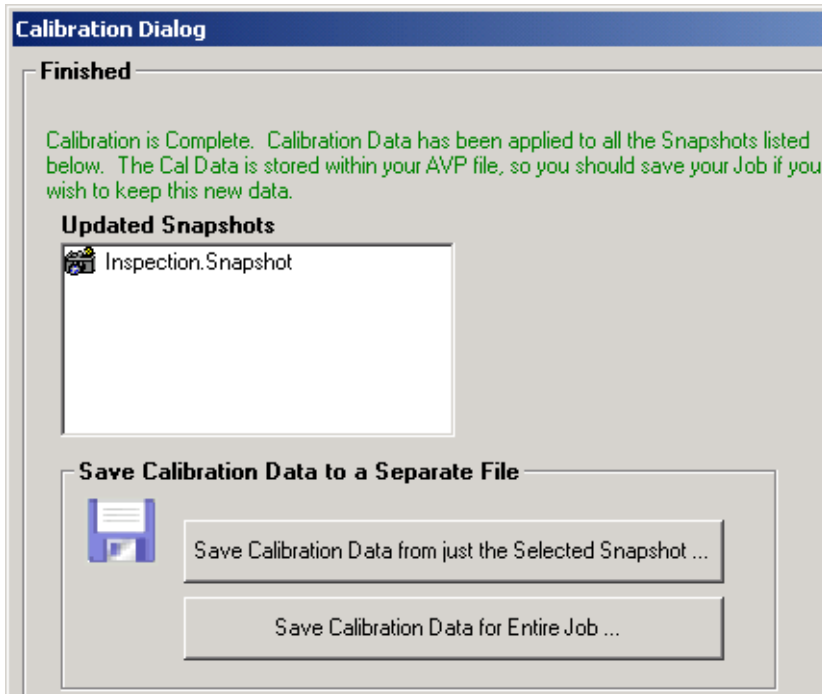 Calibration Dialog
Finished
Calibration is Complete.  Calibration Data has been applied to all the Snapshots listed
below.  The Cal Data is stored within your AVP file, so you should save your Job if you
wish to keep this new data.
Updated Snapshots
Inspection.Snapshot
Save Calibration Data to a Separate File
Save Calibration Data from just the Selected Snapshot ...
Save Calibration Data for Entire Job ...